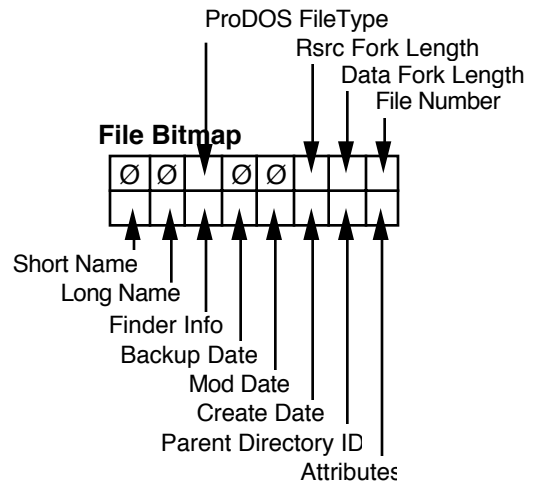 ProDOS FileType
Rsrc Fork Length
Data Fork Length
File Number
File Bitmap
Ø Ø Ø Ø
Short Name
Long Name
Finder Info
Backup Date
Mod Date
Create Date
Parent Directory ID
Attributes